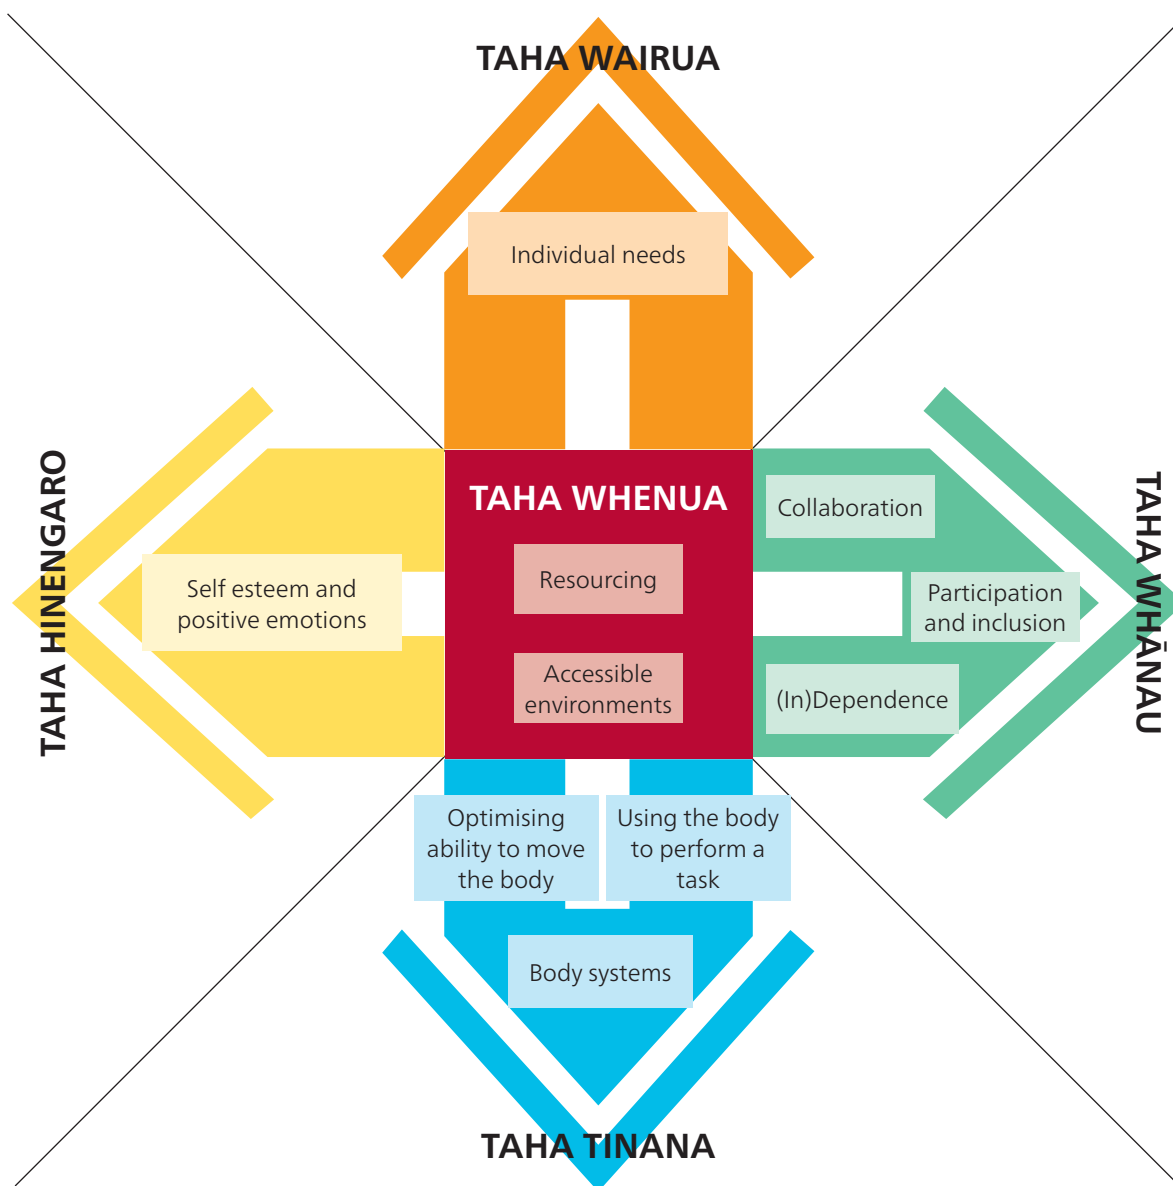 TAHA WAIRUA
Individual needs
TAHA HINENGARO
Self esteem and
positive emotions
TAHA WHENUA
Resourcing
Accessible
environments
Collaboration
Participation
and inclusion
(In)Dependence
TAHA WHĀNAU
Optimising
ability to move
the body
Using the body
to perform a
task
Body systems
TAHA TINANA